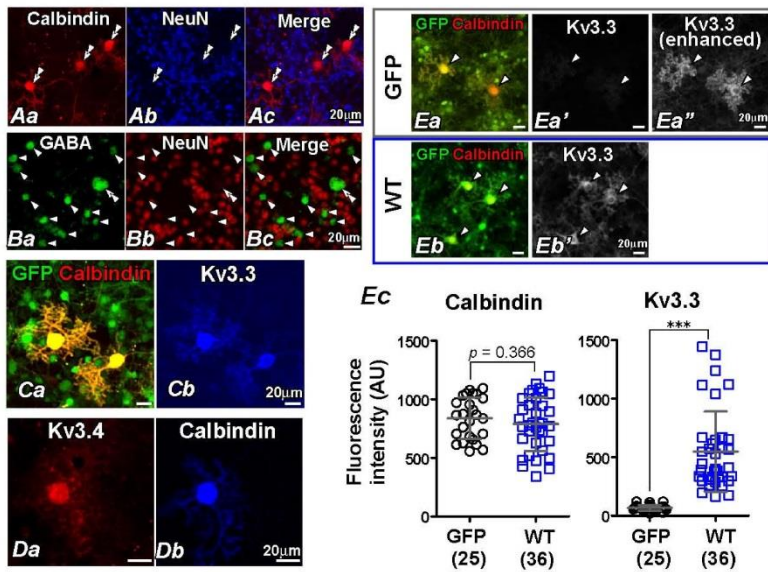 Calbindin NeuN Merge
Aa Ab Ac 20µm
GABA NeuN Merge
Ba Bb Bc 20µm
GFP Calbindin Kv3.3
Ca Cb 20µm
Kv3.4 Calbindin
Da Db 20µm
GFP
GFP Calbindin Kv3.3 Kv3.3
(enhanced)
Ea Ea' Ea" 20µm
WT
GFP Calbindin Kv3.3
Eb Eb' 20µm
Ec
Calbindin Kv3.3
Fluorescence
intensity (AU)
1500 1500
1000 1000
500 500
0 0
p = 0.366 ***
GFP WT GFP WT
(25) (36) (25) (36)